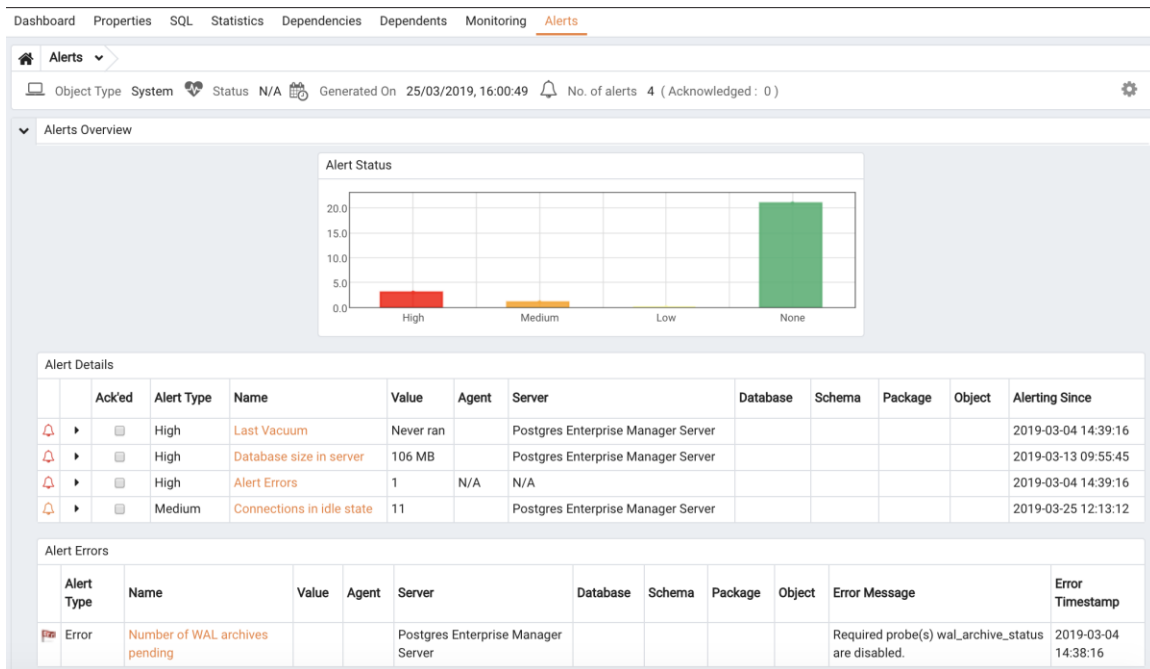 Dashboard Properties SQL Statistics Dependencies Dependents Monitoring Alerts
Alerts
Object Type System Status N/A Generated On 25/03/2019, 16:00:49 No. of alerts 4 ( Acknowledged : 0 )
Alerts Overview
Alert Status
20.0
15.0
10.0
5.0
0.0
High Medium Low None
Alert Details
Ack'ed Alert Type Name Value Agent Server Database Schema Package Object Alerting Since
High Last Vacuum Never ran Postgres Enterprise Manager Server 2019-03-04 14:39:16
High Database size in server 106 MB Postgres Enterprise Manager Server 2019-03-13 09:55:45
High Alert Errors 1 N/A N/A 2019-03-04 14:39:16
Medium Connections in idle state 11 Postgres Enterprise Manager Server 2019-03-25 12:13:12
Alert Errors
Alert Type Name Value Agent Server Database Schema Package Object Error Message Error Timestamp
Error Number of WAL archives pending Postgres Enterprise Manager Server Required probe(s) wal_archive_status are disabled. 2019-03-04 14:38:16